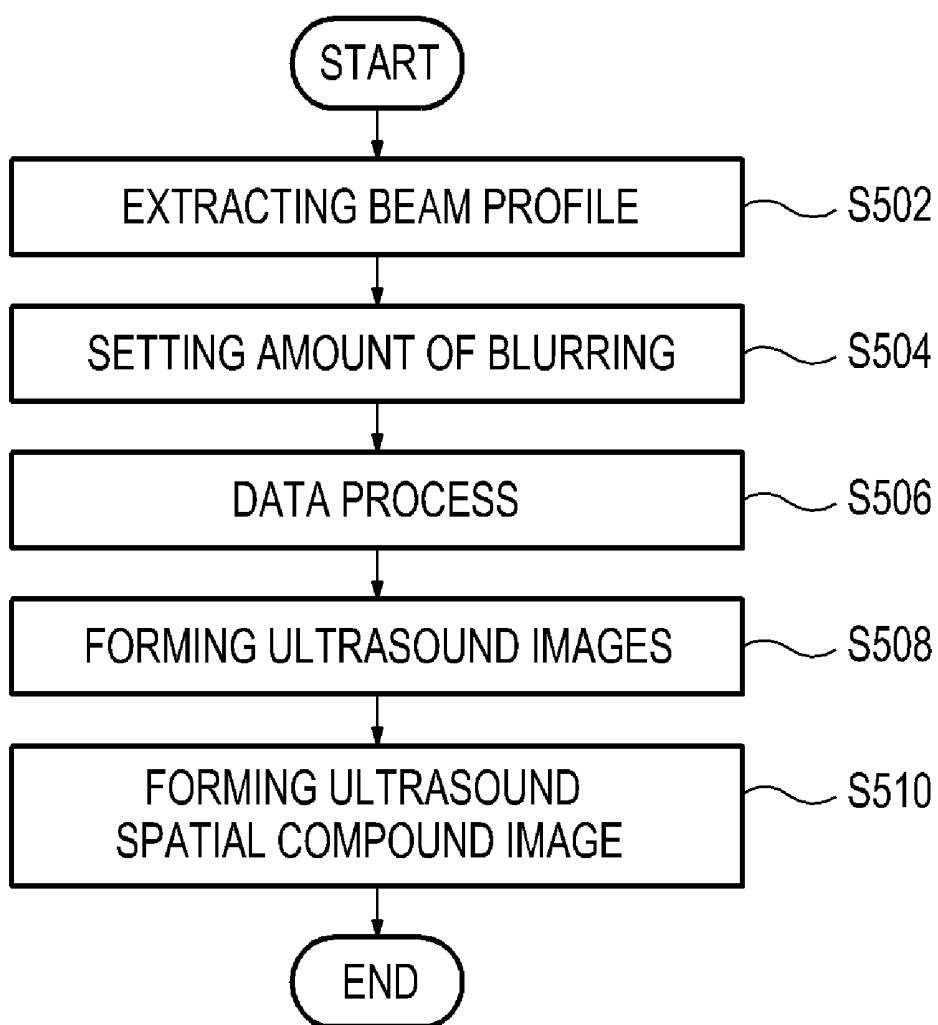 START
EXTRACTING BEAM PROFILE
S502
SETTING AMOUNT OF BLURRING
S504
DATA PROCESS
S506
FORMING ULTRASOUND IMAGES
S508
FORMING ULTRASOUND
SPATIAL COMPOUND IMAGE
S510
END